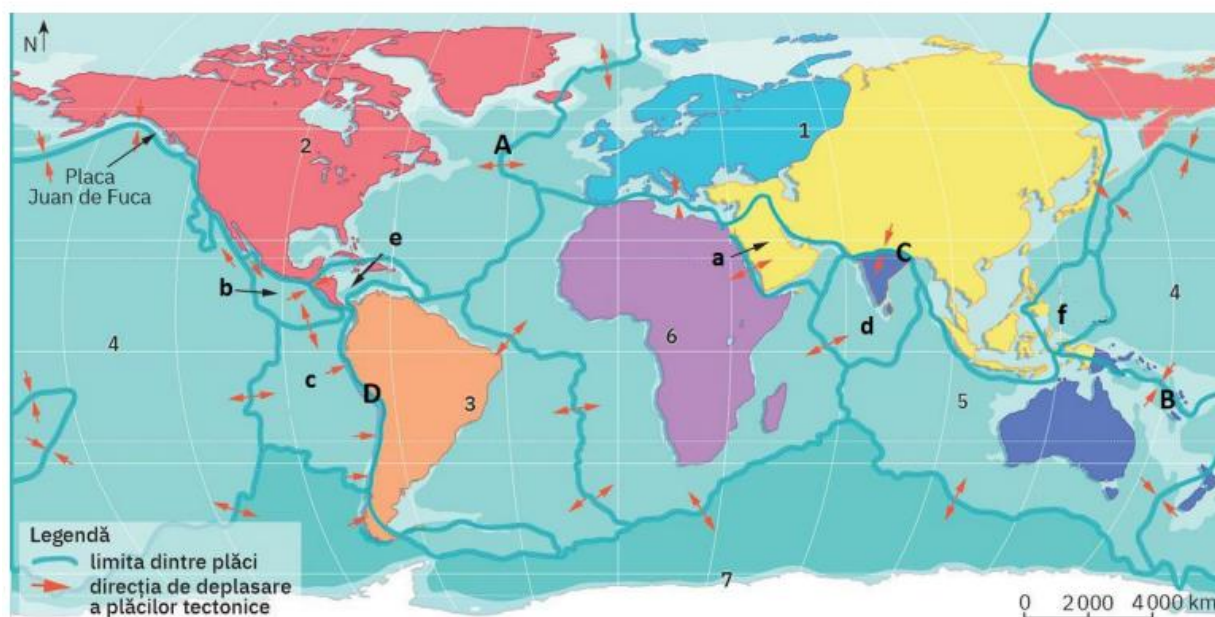 N
A
1
2
Placa
Juan de Fuca
e
a
C
b
f
d
4
4
6
c
D
3
5
B
Legendă
limita dintre plăci
direcția de deplasare
a plăcilor tectonice
7
0 2 000 4 000 km